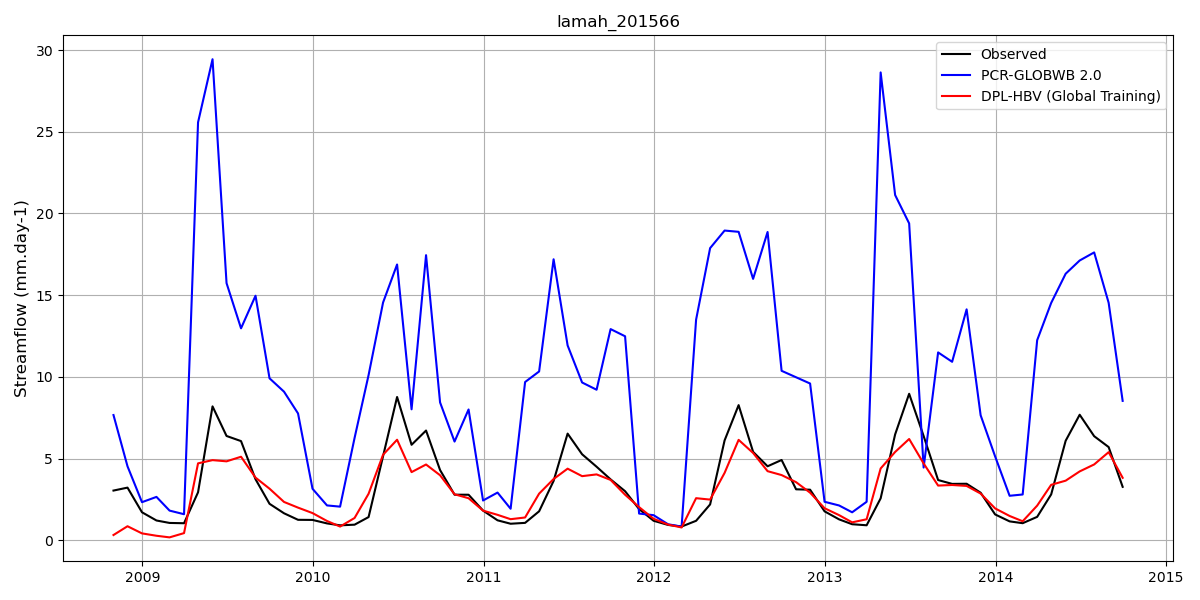 lamah_201566
Streamflow (mm.day-1)
30
25
20
15
10
5
0
2009
2010
2011
2012
2013
2014
2015
Observed
PCR-GLOBWB 2.0
DPL-HBV (Global Training)